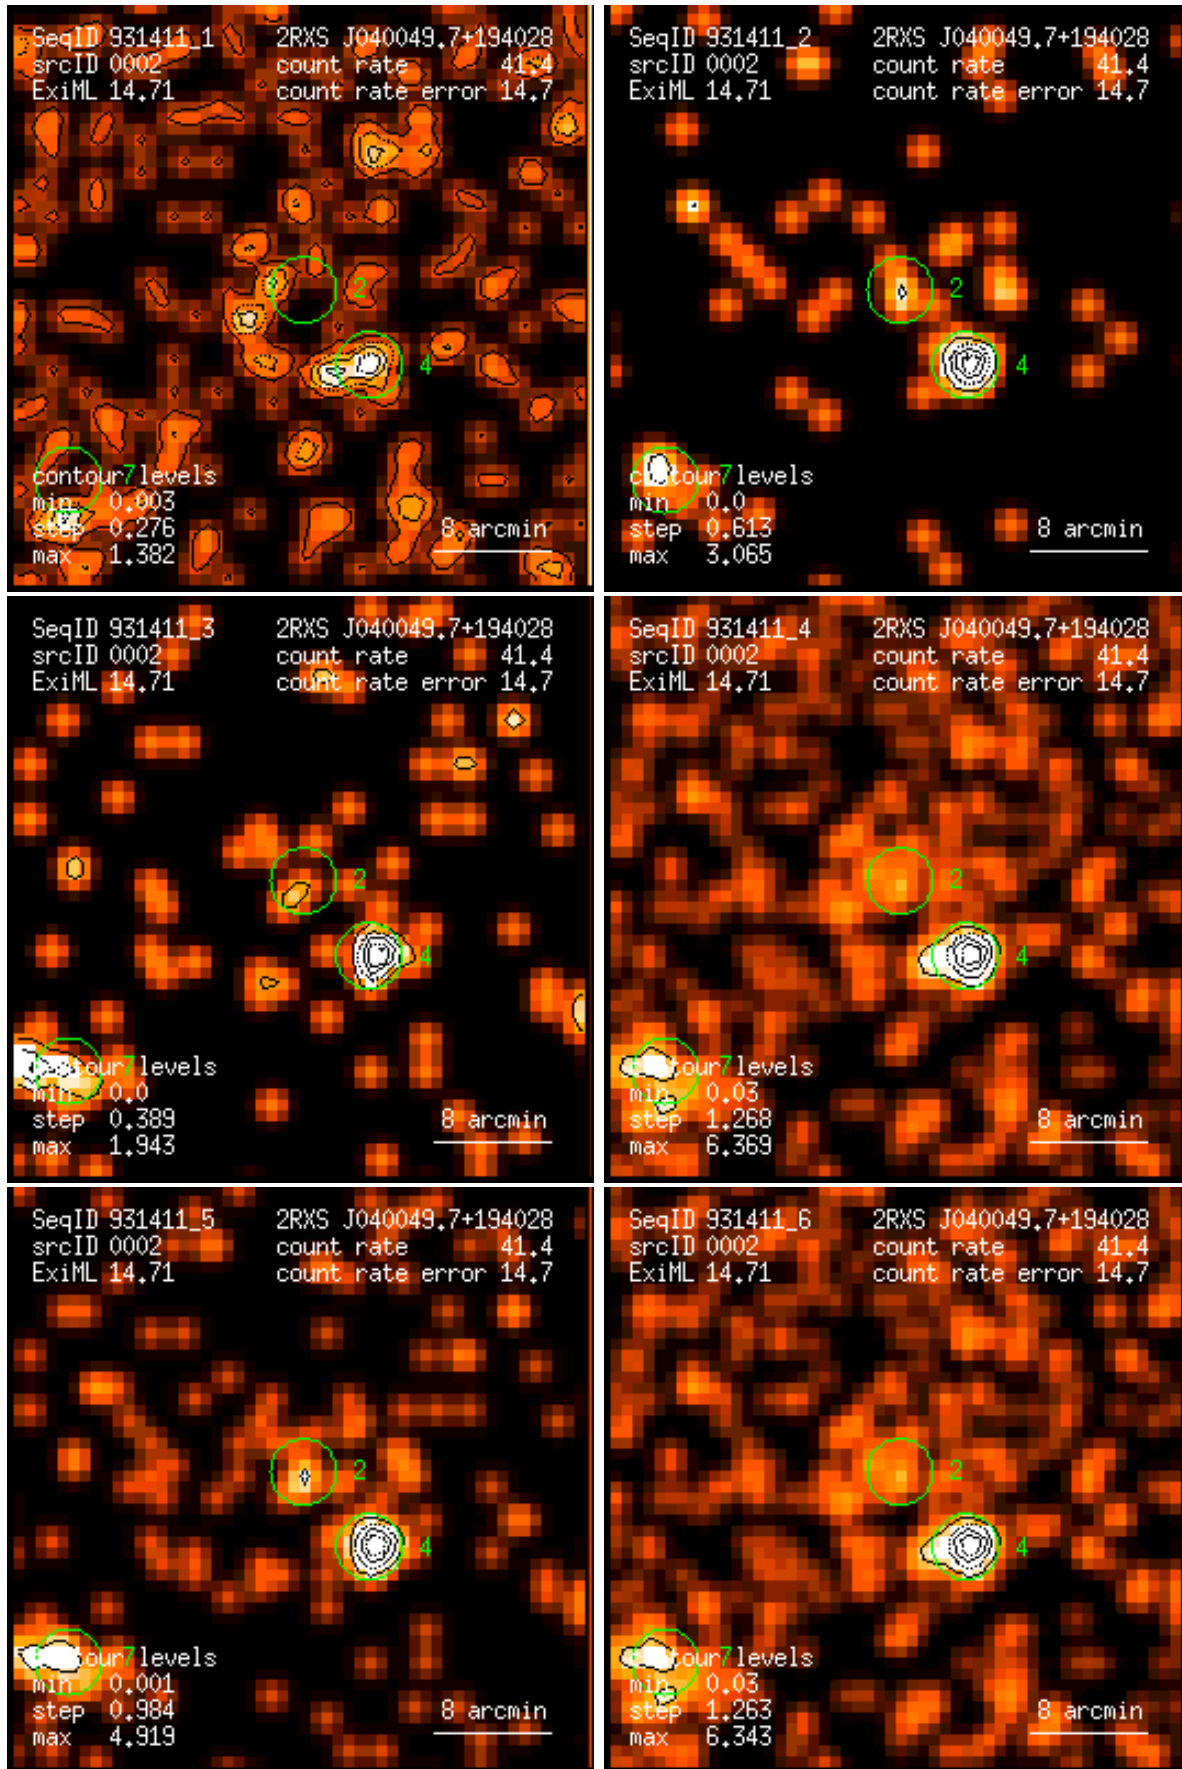 SeqID 931411_1 2RXS J040049.7+194028
srcID 0002 count rate 41.4
ExiML 14.71 count rate error 14.7
2
4
contour 7 levels
min 0.003
step 0.276 8 arcmin
max 1.382
SeqID 931411_2 2RXS J040049.7+194028
srcID 0002 count rate 41.4
ExiML 14.71 count rate error 14.7
2
4
contour 7 levels
min 0.0
step 0.613 8 arcmin
max 3.065
SeqID 931411_3 2RXS J040049.7+194028
srcID 0002 count rate 41.4
ExiML 14.71 count rate error 14.7
2
4
contour 7 levels
min 0.0
step 0.389 8 arcmin
max 1.943
SeqID 931411_4 2RXS J040049.7+194028
srcID 0002 count rate 41.4
ExiML 14.71 count rate error 14.7
2
4
contour 7 levels
min 0.03
step 1.268 8 arcmin
max 6.369
SeqID 931411_5 2RXS J040049.7+194028
srcID 0002 count rate 41.4
ExiML 14.71 count rate error 14.7
2
4
contour 7 levels
min 0.001
step 0.984 8 arcmin
max 4.919
SeqID 931411_6 2RXS J040049.7+194028
srcID 0002 count rate 41.4
ExiML 14.71 count rate error 14.7
2
4
contour 7 levels
min 0.03
step 1.263 8 arcmin
max 6.343